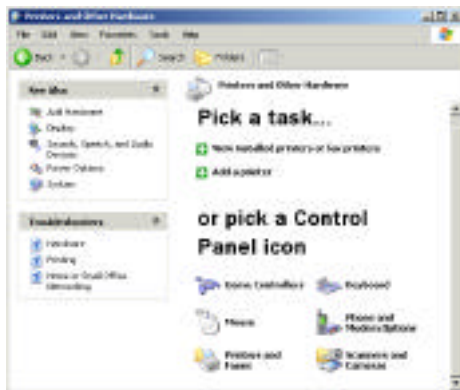 Printers and Other Hardware
File Edit View Favorites Tools Help
Back Search Folders
See Also
Add Hardware
Display
Sounds, Speech, and Audio
Devices
Power Options
System
Troubleshooters
Hardware
Printing
Home or Small Office
Networking
Printers and Other Hardware
Pick a task...
View installed printers or fax printers
Add a printer
or pick a Control
Panel icon
Game Controllers
Keyboard
Mouse
Phone and
Modem Options
Printers and
Faxes
Scanners and
Cameras